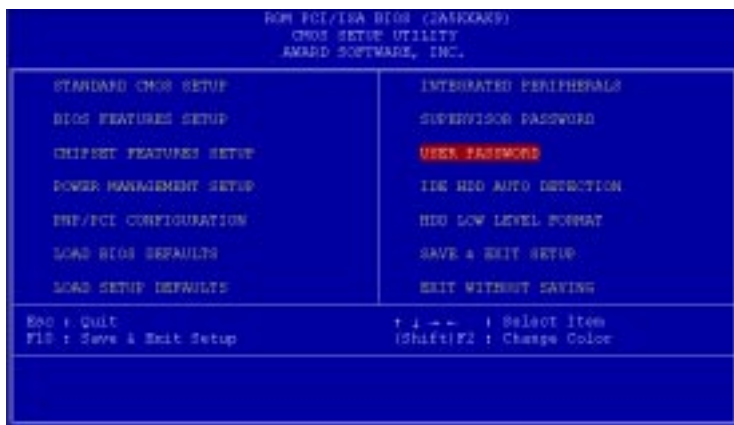 ROM PCI/ISA BIOS (2A5KKAK9)
CMOS SETUP UTILITY
AWARD SOFTWARE, INC.
STANDARD CMOS SETUP
BIOS FEATURES SETUP
CHIPSET FEATURES SETUP
POWER MANAGEMENT SETUP
PNP/PCI CONFIGURATION
LOAD BIOS DEFAULTS
LOAD SETUP DEFAULTS
INTEGRATED PERIPHERALS
SUPERVISOR PASSWORD
USER PASSWORD
IDE HDD AUTO DETECTION
HDD LOW LEVEL FORMAT
SAVE & EXIT SETUP
EXIT WITHOUT SAVING
Esc : Quit
F10 : Save & Exit Setup
↑ ↓ → ← : Select Item
(Shift)F2 : Change Color